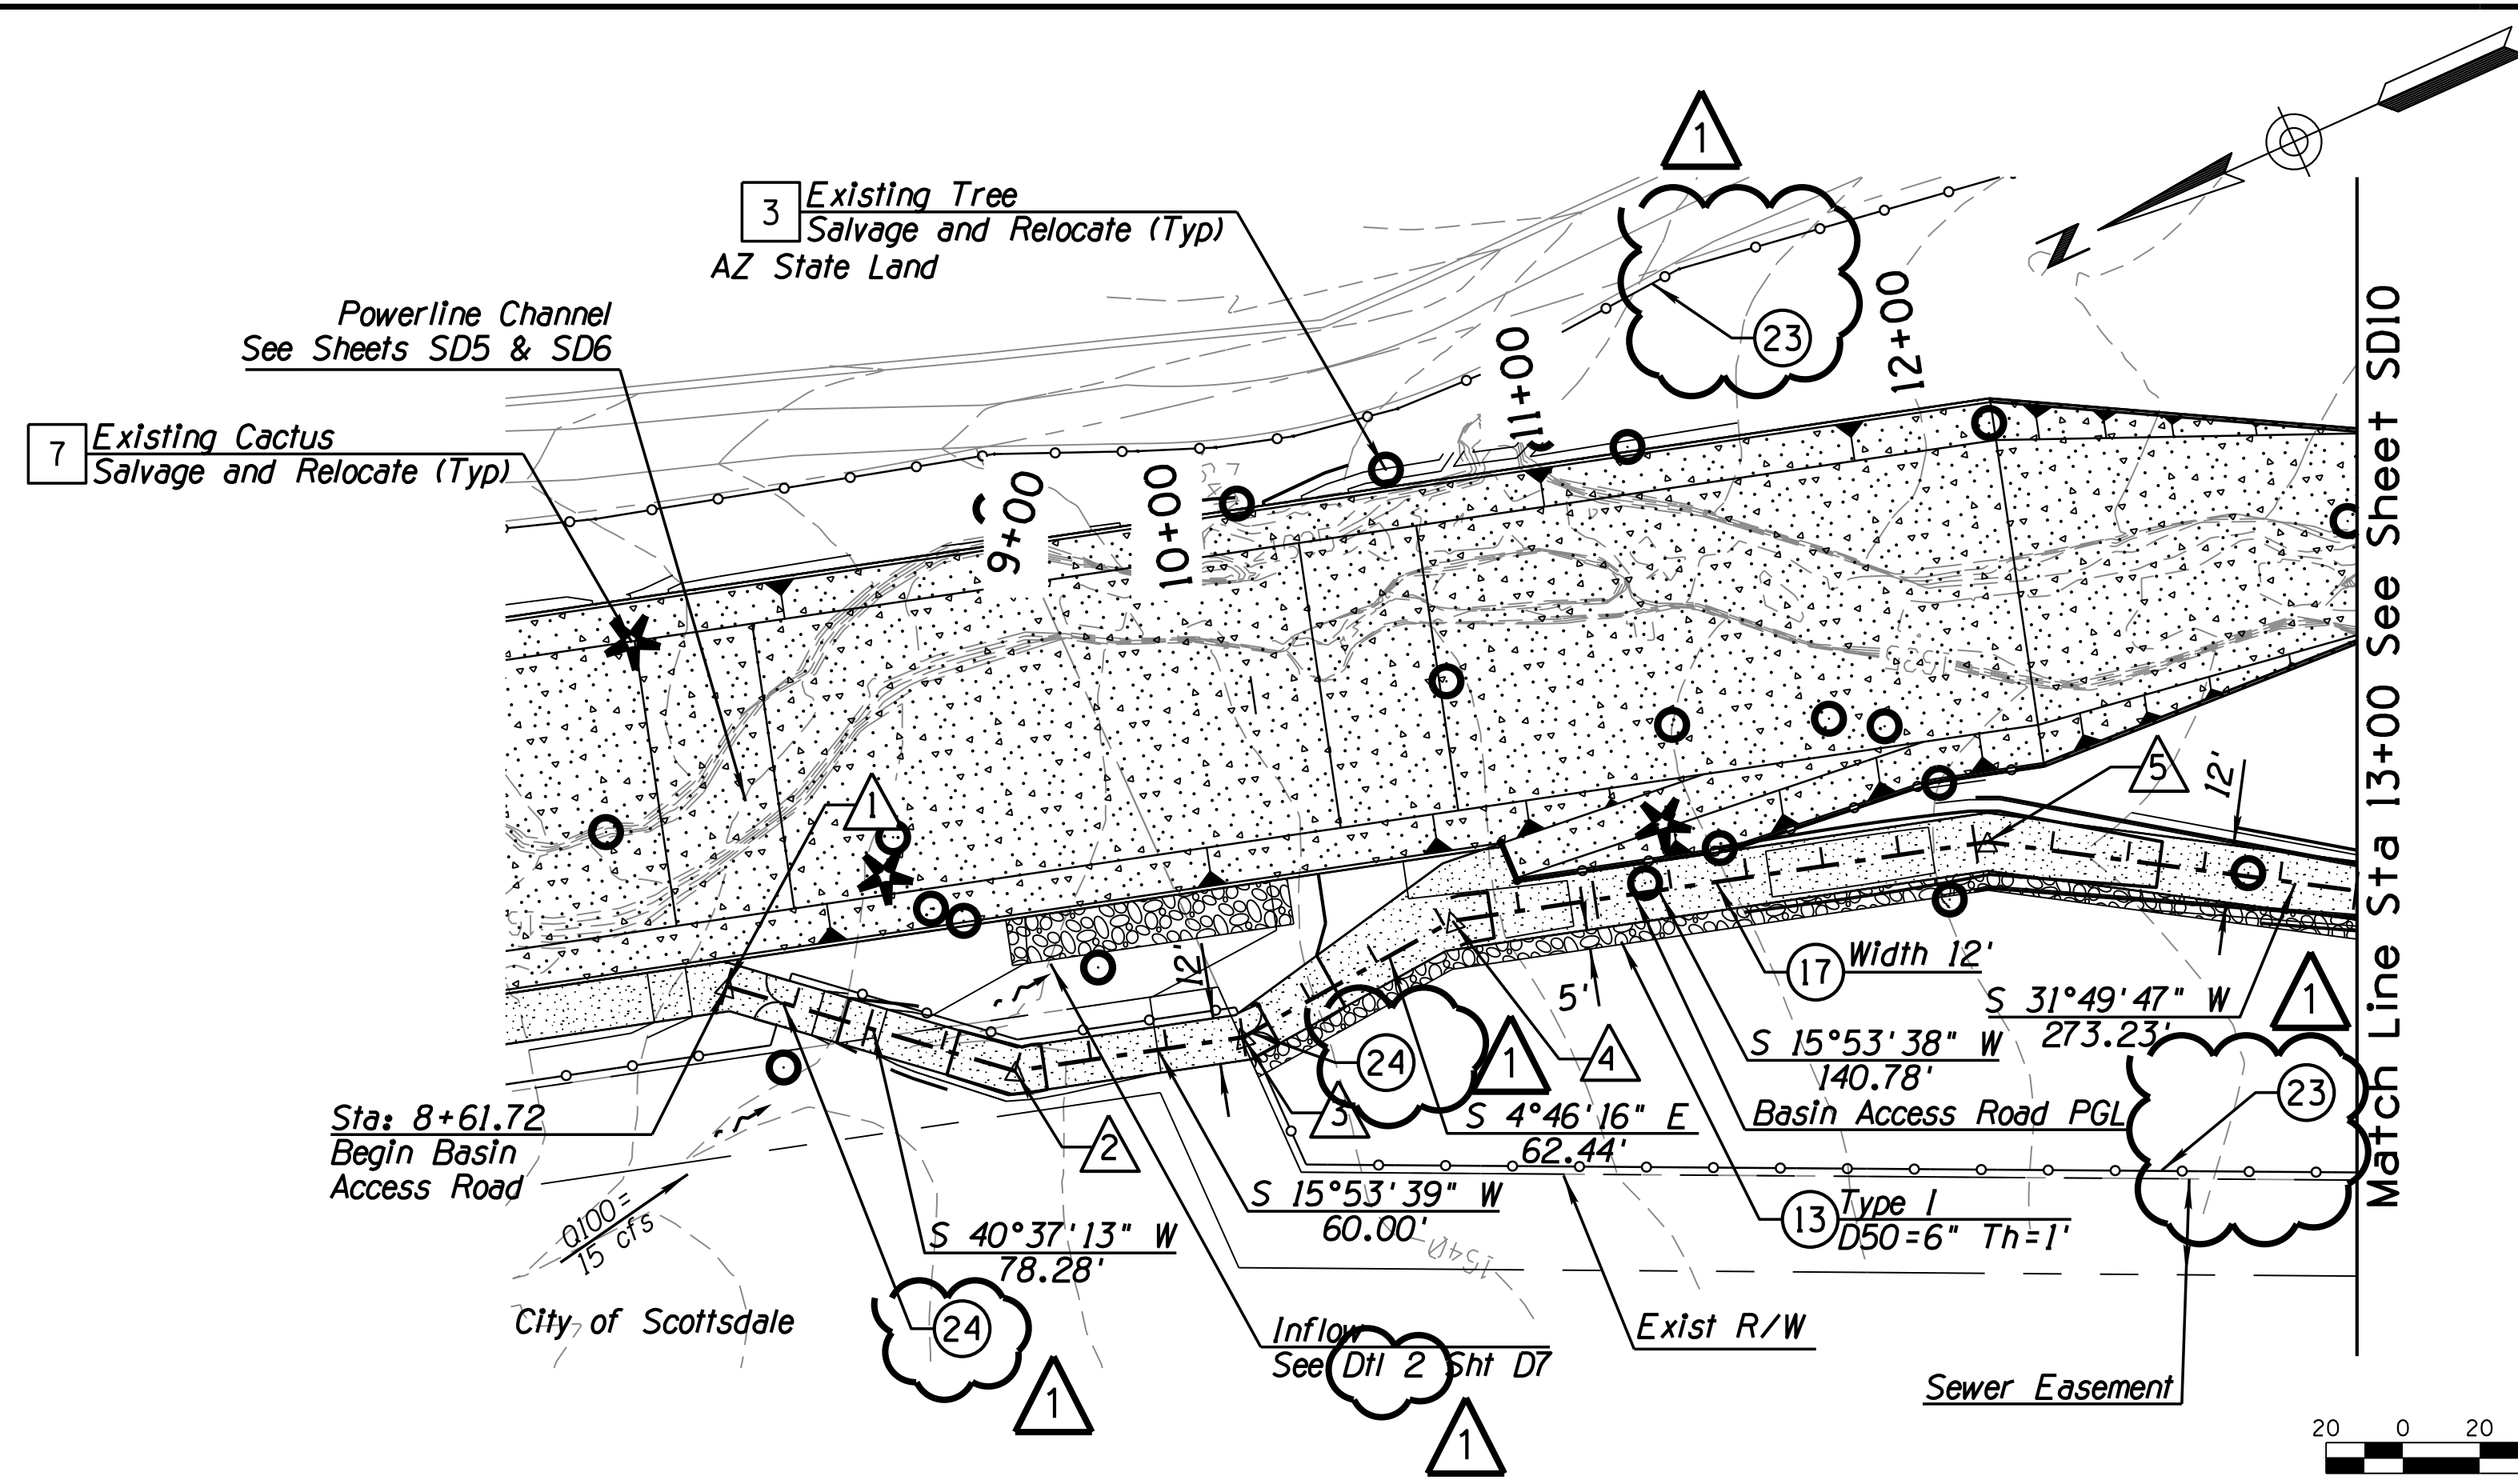 1
3
Existing Tree
Salvage and Relocate (Typ)
AZ State Land
N
Powerline Channel
See Sheets SD5 & SD6
23
12+00
11+00
7
Existing Cactus
Salvage and Relocate (Typ)
9+00
10+00
Match Line Sta 13+00 See Sheet SD10
1
5
12'
12'
17
Width 12'
5'
S 31°49'47" W
273.23'
1
S 15°53'38" W
140.78'
24
1
4
23
3
S 4°46'16" E
62.44'
Basin Access Road PGL
Sta: 8+61.72
Begin Basin
Access Road
2
S 15°53'39" W
60.00'
13
Type 1
D50=6" Th=1'
Q100=
15 cfs
S 40°37'13" W
78.28'
1540
City of Scottsdale
24
1
Inflow
See Dtl 2 Sht D7
1
Exist R/W
Sewer Easement
20 0 20